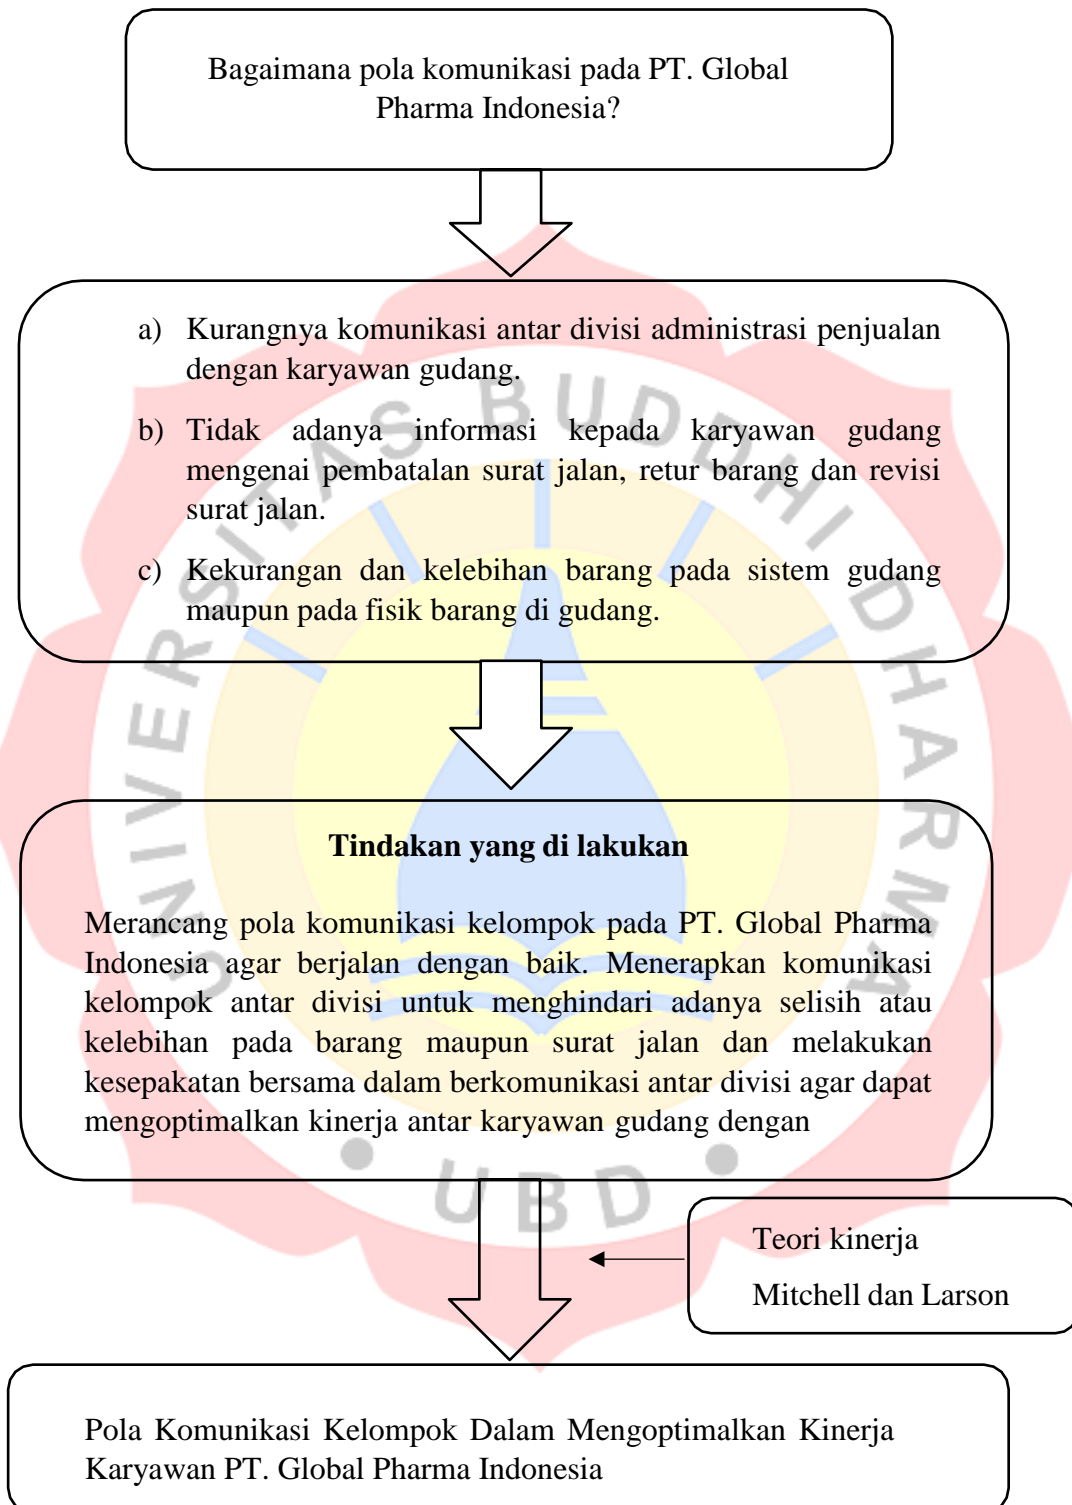 Bagaimana pola komunikasi pada PT. Global
Pharma Indonesia?
a) Kurangnya komunikasi antar divisi administrasi penjualan
dengan karyawan gudang.
b) Tidak adanya informasi kepada karyawan gudang
mengenai pembatalan surat jalan, retur barang dan revisi
surat jalan.
c) Kekurangan dan kelebihan barang pada sistem gudang
maupun pada fisik barang di gudang.
Tindakan yang di lakukan
Merancang pola komunikasi kelompok pada PT. Global Pharma
Indonesia agar berjalan dengan baik. Menerapkan komunikasi
kelompok antar divisi untuk menghindari adanya selisih atau
kelebihan pada barang maupun surat jalan dan melakukan
kesepakatan bersama dalam berkomunikasi antar divisi agar dapat
mengoptimalkan kinerja antar karyawan gudang dengan
Teori kinerja
Mitchell dan Larson
Pola Komunikasi Kelompok Dalam Mengoptimalkan Kinerja
Karyawan PT. Global Pharma Indonesia
UNIVERSITAS BUDDHI DHARMA
UBD